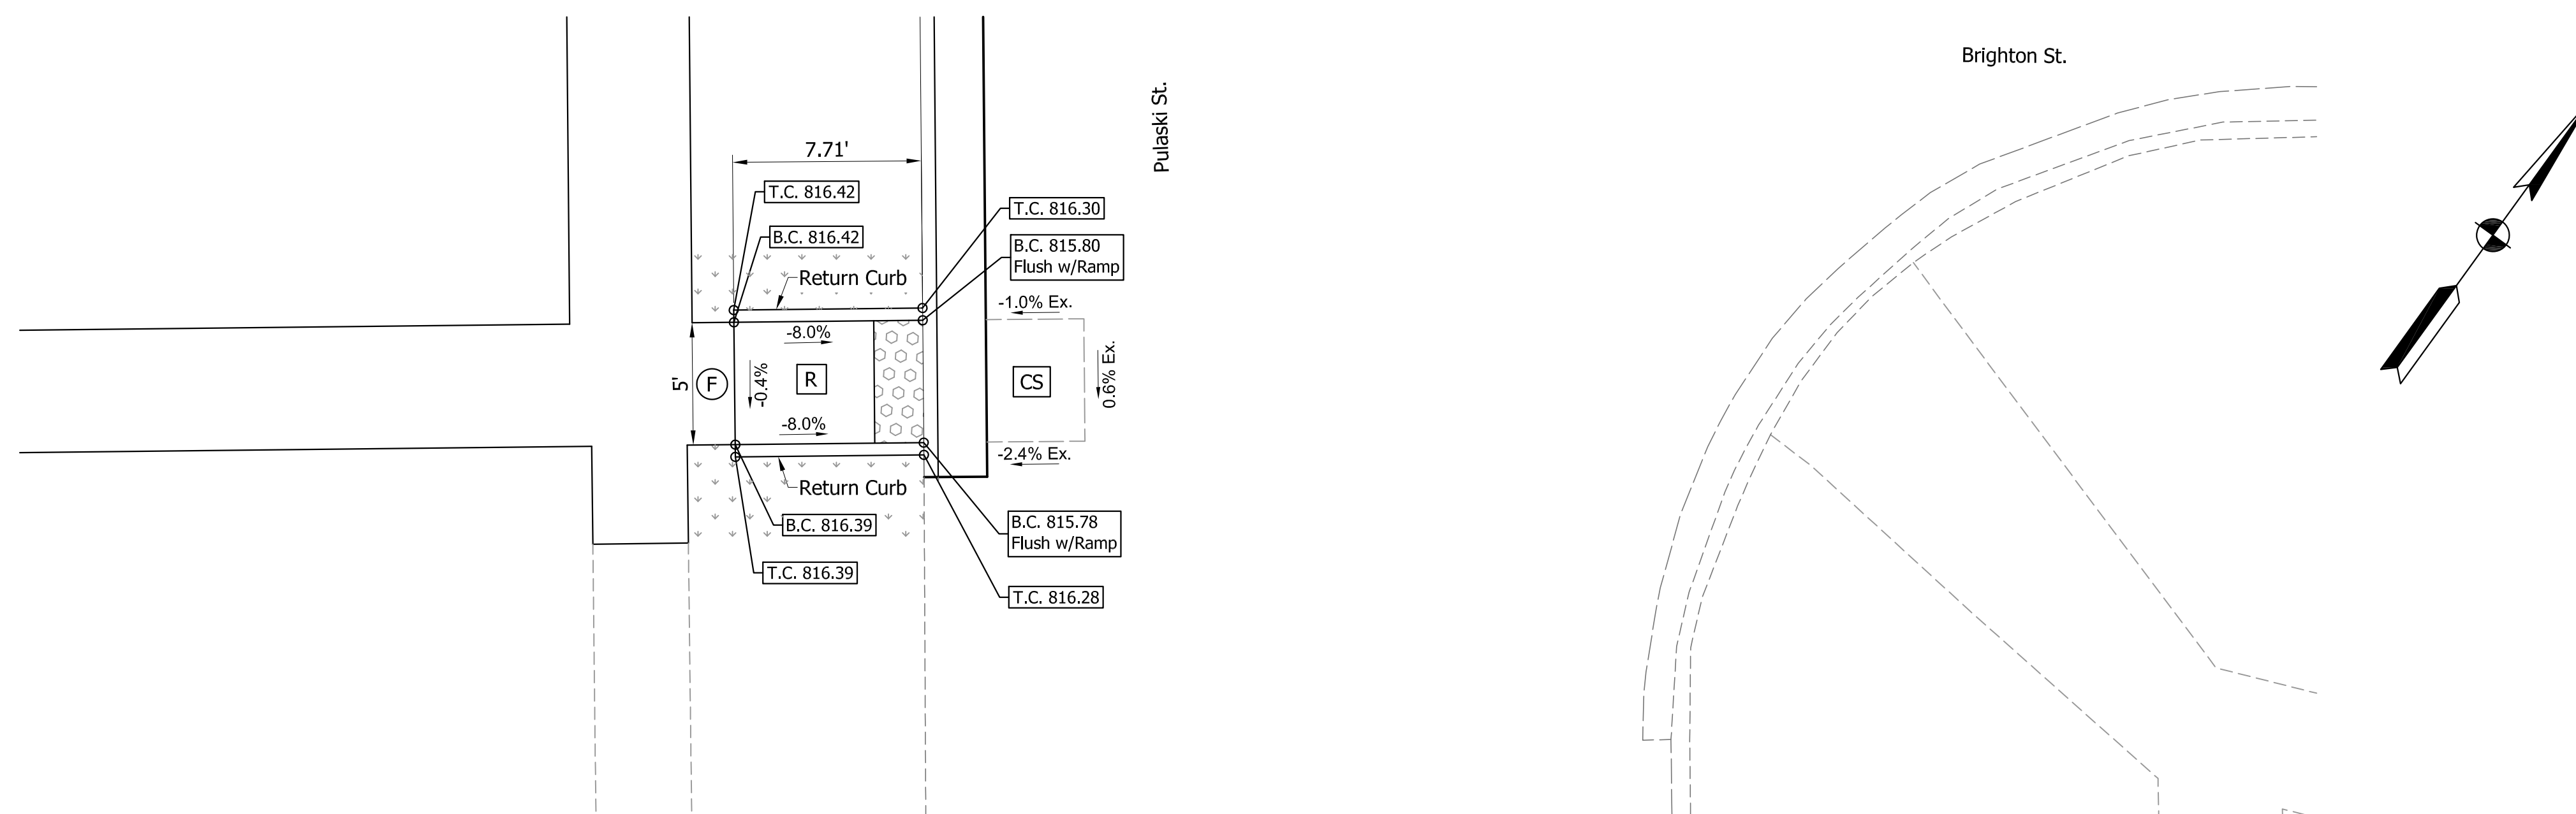 Brighton St.
Pulaski St.
7.71'
T.C. 816.42
T.C. 816.30
B.C. 816.42
B.C. 815.80
Flush w/Ramp
Return Curb
-1.0% Ex.
-8.0%
5'
F
-0.4%
R
CS
0.6% Ex.
-8.0%
-2.4% Ex.
Return Curb
B.C. 816.39
B.C. 815.78
Flush w/Ramp
T.C. 816.39
T.C. 816.28